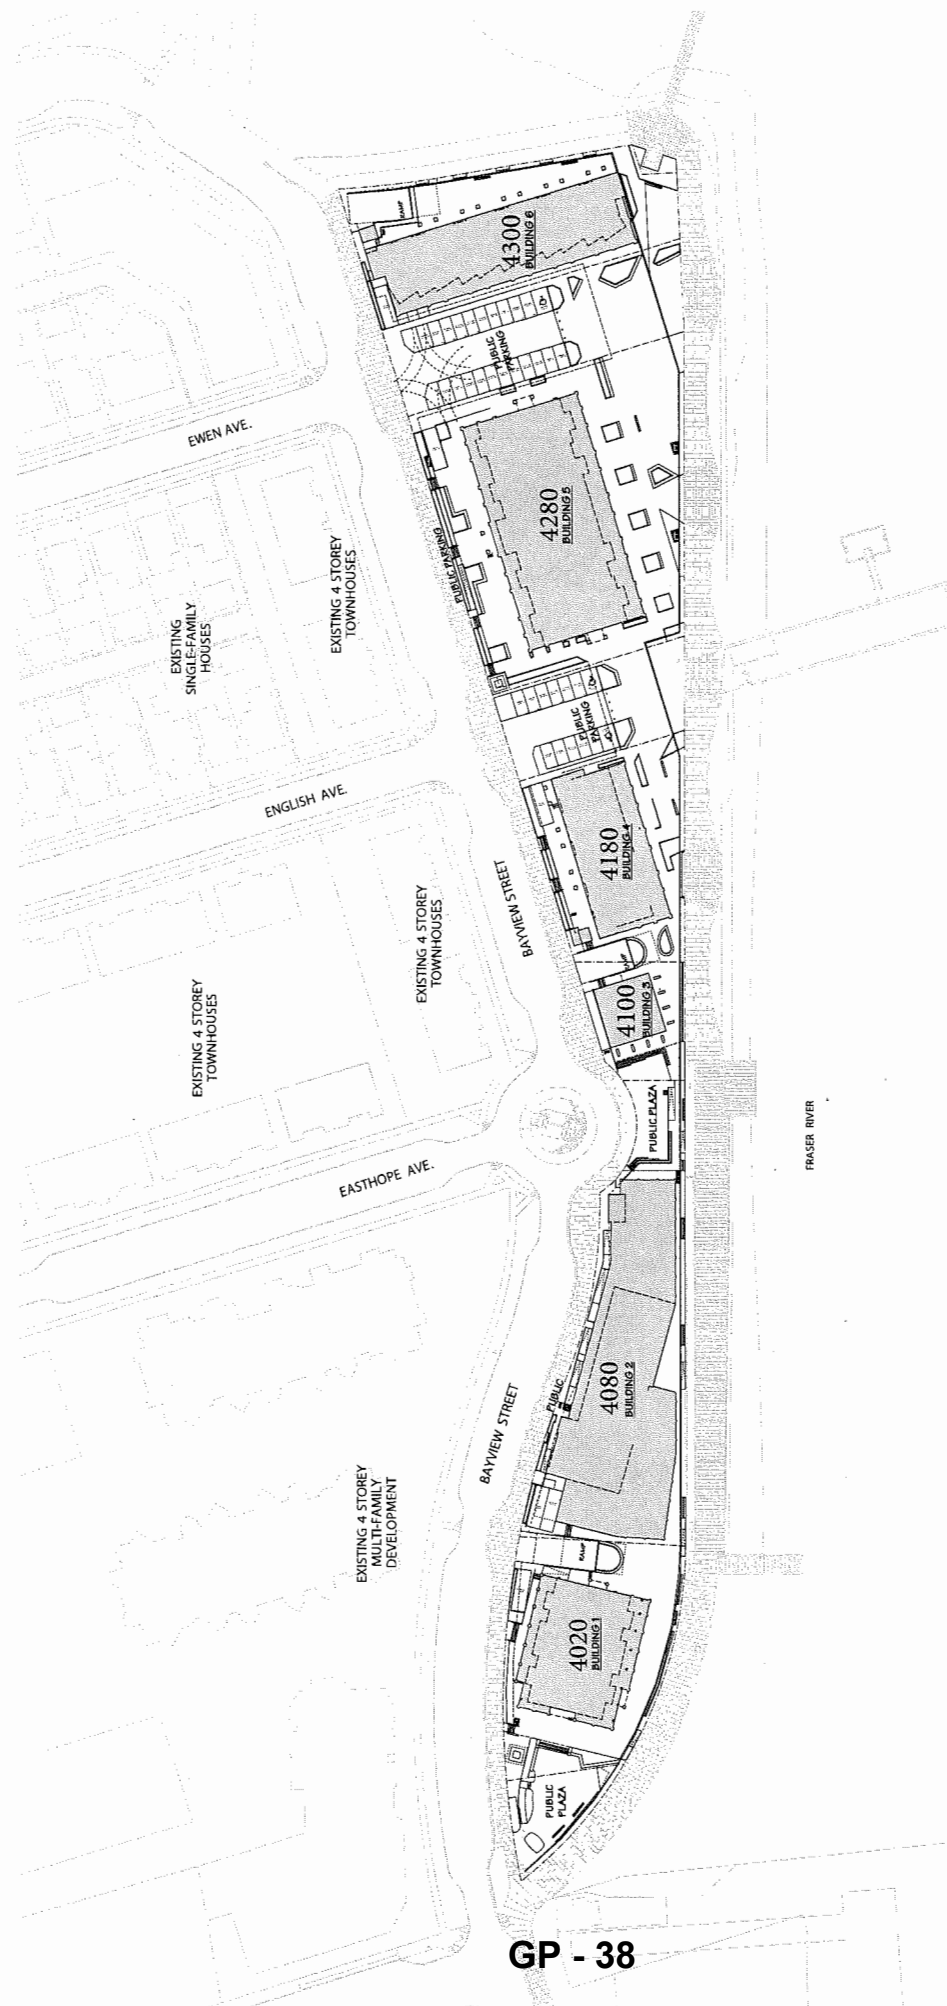 RAMP
4300
BUILDING 6
PUBLIC
PARKING
EWEN AVE.
4280
BUILDING 5
PUBLIC PARKING
EXISTING
SINGLE-FAMILY
HOUSES
EXISTING 4 STOREY
TOWNHOUSES
PUBLIC
PARKING
ENGLISH AVE.
4180
BUILDING 4
BAYVIEW STREET
EXISTING 4 STOREY
TOWNHOUSES
EXISTING 4 STOREY
TOWNHOUSES
RAMP
4100
BUILDING 3
PUBLIC PLAZA
FRASER RIVER
EASTHOPE AVE.
4080
BUILDING 2
PUBLIC
BAYVIEW STREET
EXISTING 4 STOREY
MULTI-FAMILY
DEVELOPMENT
RAMP
4020
BUILDING 1
PUBLIC
PLAZA
GP - 38